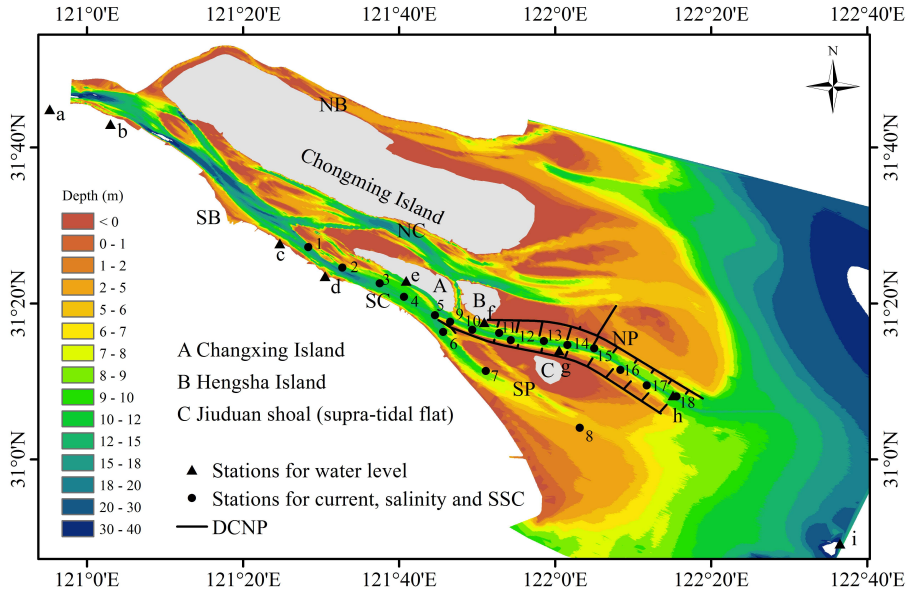 121°0'E 121°20'E 121°40'E 122°0'E 122°20'E 122°40'E
N
a
b
NB
31°40'N 31°40'N
Chongming Island
Depth (m)
< 0
0 - 1
1 - 2
2 - 5
5 - 6
6 - 7
7 - 8
8 - 9
9 - 10
10 - 12
12 - 15
15 - 18
18 - 20
20 - 30
30 - 40
SB
NC
c
1
d
2
3
e
SC
4
A
B
f
31°20'N 31°20'N
5
9
10
6
11
12
13
14
NP
15
C
g
16
7
SP
17
18
h
8
A Changxing Island
B Hengsha Island
C Jiuduan shoal (supra-tidal flat)
31°0'N 31°0'N
Stations for water level
Stations for current, salinity and SSC
DCNP
i
121°0'E 121°20'E 121°40'E 122°0'E 122°20'E 122°40'E